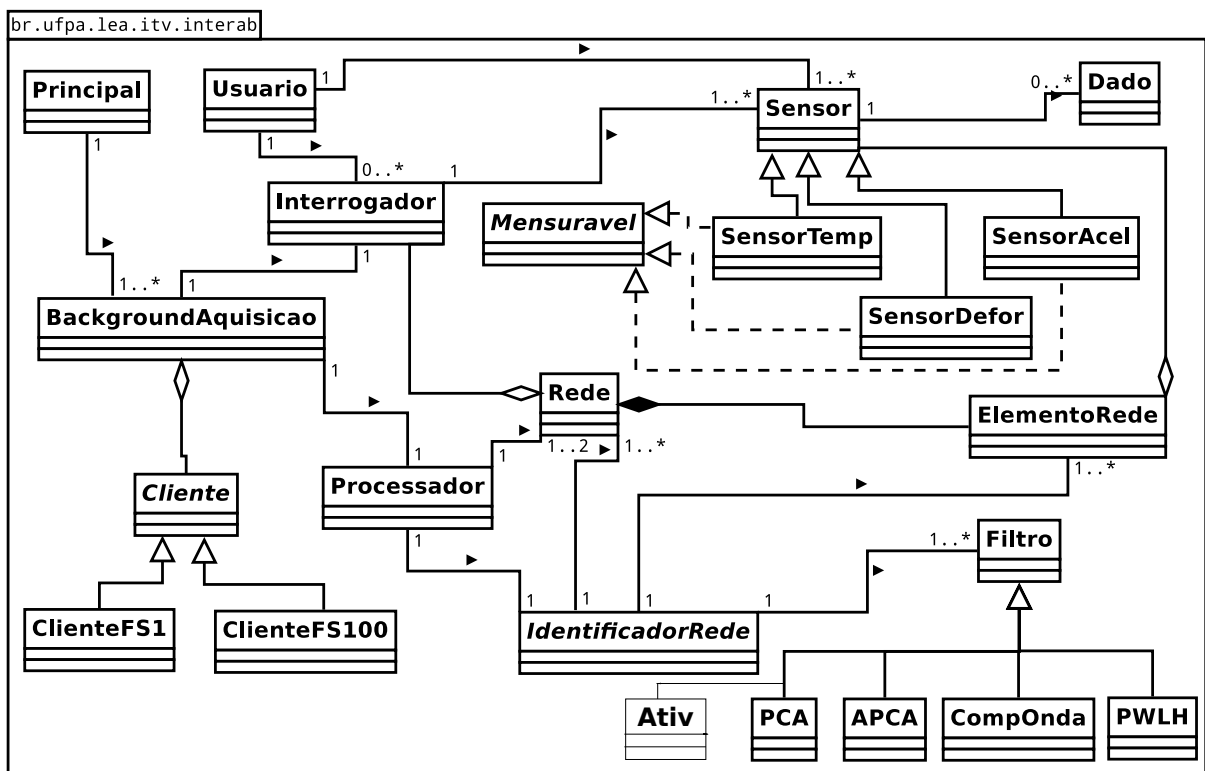 br.ufpa.lea.itv.interab
Principal
1
Usuario
1
1
1..*
Sensor
1..*
1
0..*
Dado
0..*
1
Interrogador
1
Mensuravel
SensorTemp
SensorAcel
1..*
1
BackgroundAquisicao
1
SensorDefor
Rede
1..2
1..*
ElementoRede
1..*
Cliente
1
1
Processador
1
Filtro
1..*
ClienteFS1
ClienteFS100
1
1
1
1
IdentificadorRede
Ativ
PCA
APCA
CompOnda
PWLH